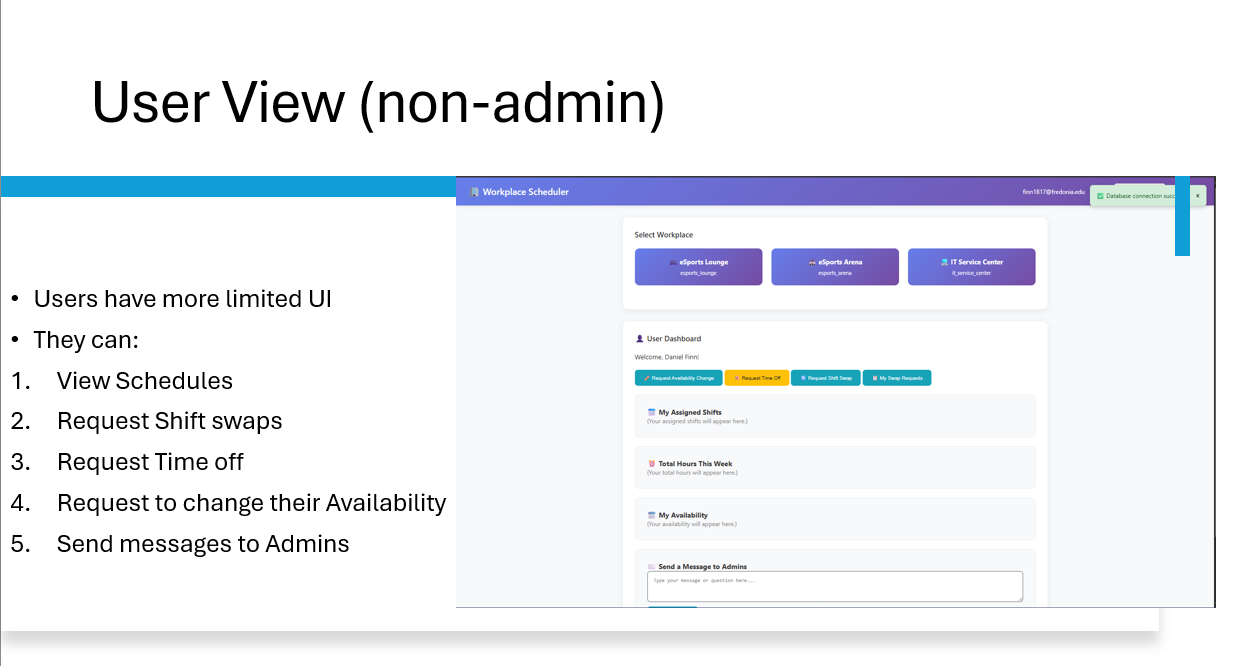 User View (non-admin)
• Users have more limited UI
• They can:
1. View Schedules
2. Request Shift swaps
3. Request Time off
4. Request to change their Availability
5. Send messages to Admins
Workplace Scheduler
finn1817@fredonia.edu
Database connection succ
×
Select Workplace
eSports Lounge
esports_lounge
eSports Arena
esports_arena
IT Service Center
it_service_center
User Dashboard
Welcome, Daniel Finn!
Request Availability Change
Request Time Off
Request Shift Swap
My Swap Requests
My Assigned Shifts
(Your assigned shifts will appear here.)
Total Hours This Week
(Your total hours will appear here.)
My Availability
(Your availability will appear here.)
Send a Message to Admins
Type your message or question here...